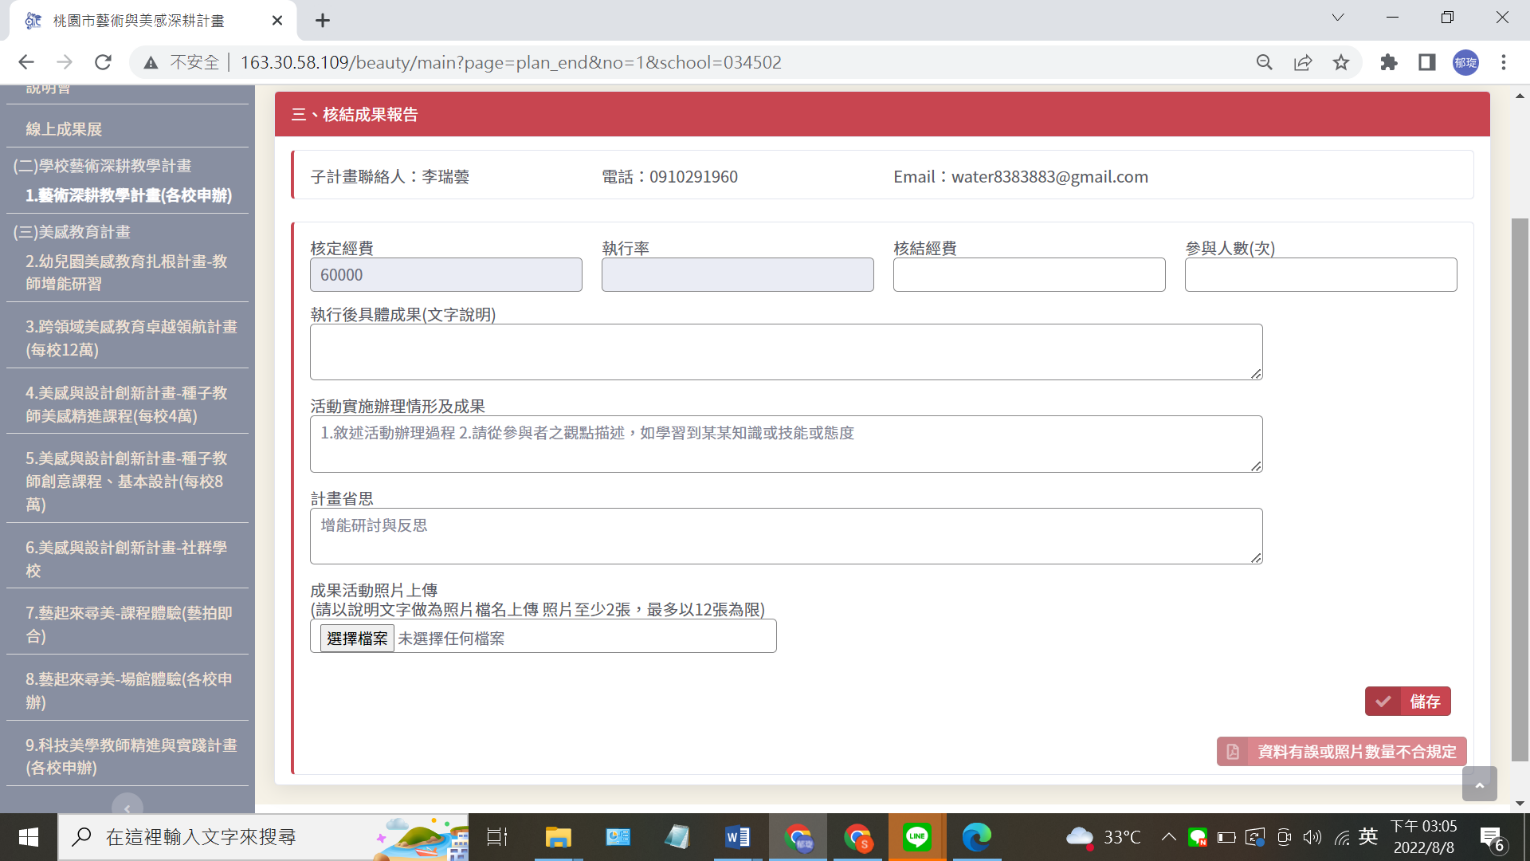 桃園市藝術與美感深耕計畫
不安全
163.30.58.109/beauty/main?page=plan_end&no=1&school=034502
郁琁
說明會
線上成果展
(二)學校藝術深耕教學計畫
1.藝術深耕教學計畫(各校申辦)
(三)美感教育計畫
2.幼兒園美感教育扎根計畫-教
師增能研習
3.跨領域美感教育卓越領航計畫
(每校12萬)
4.美感與設計創新計畫-種子教
師美感精進課程(每校4萬)
5.美感與設計創新計畫-種子教
師創意課程、基本設計(每校8
萬)
6.美感與設計創新計畫-社群學
校
7.藝起來尋美-課程體驗(藝拍即
合)
8.藝起來尋美-場館體驗(各校申
辦)
9.科技美學教師精進與實踐計畫
(各校申辦)
三、核結成果報告
子計畫聯絡人：李瑞蕓 電話：0910291960 Email：water8383883@gmail.com
核定經費 執行率 核結經費 參與人數(次)
60000
執行後具體成果(文字說明)
活動實施辦理情形及成果
1.敘述活動辦理過程 2.請從參與者之觀點描述，如學習到某某知識或技能或態度
計畫省思
增能研討與反思
成果活動照片上傳
(請以說明文字做為照片檔名上傳 照片至少2張，最多以12張為限)
選擇檔案 未選擇任何檔案
儲存
資料有誤或照片數量不合規定
在這裡輸入文字來搜尋
LINE
33°C
英
下午 03:05
2022/8/8
6